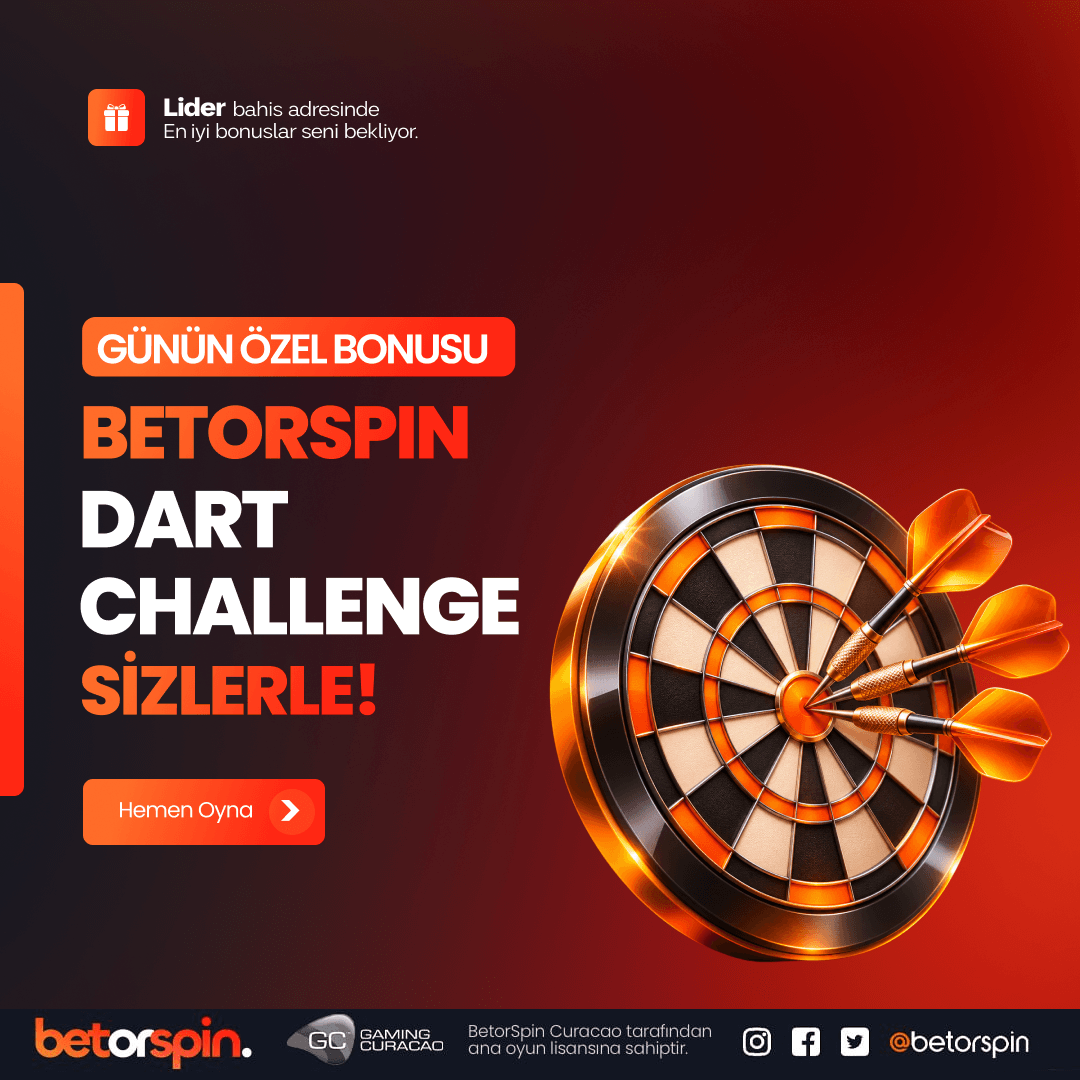 Lider bahis adresinde
En iyi bonuslar seni bekliyor.
GÜNÜN ÖZEL BONUSU
BETORSPIN
DART
CHALLENGE
SİZLERLE!
Hemen Oyna
betorspin.
GC
GAMING
CURACAO
BetorSpin Curacao tarafından
ana oyun lisansına sahiptir.
@betorspin